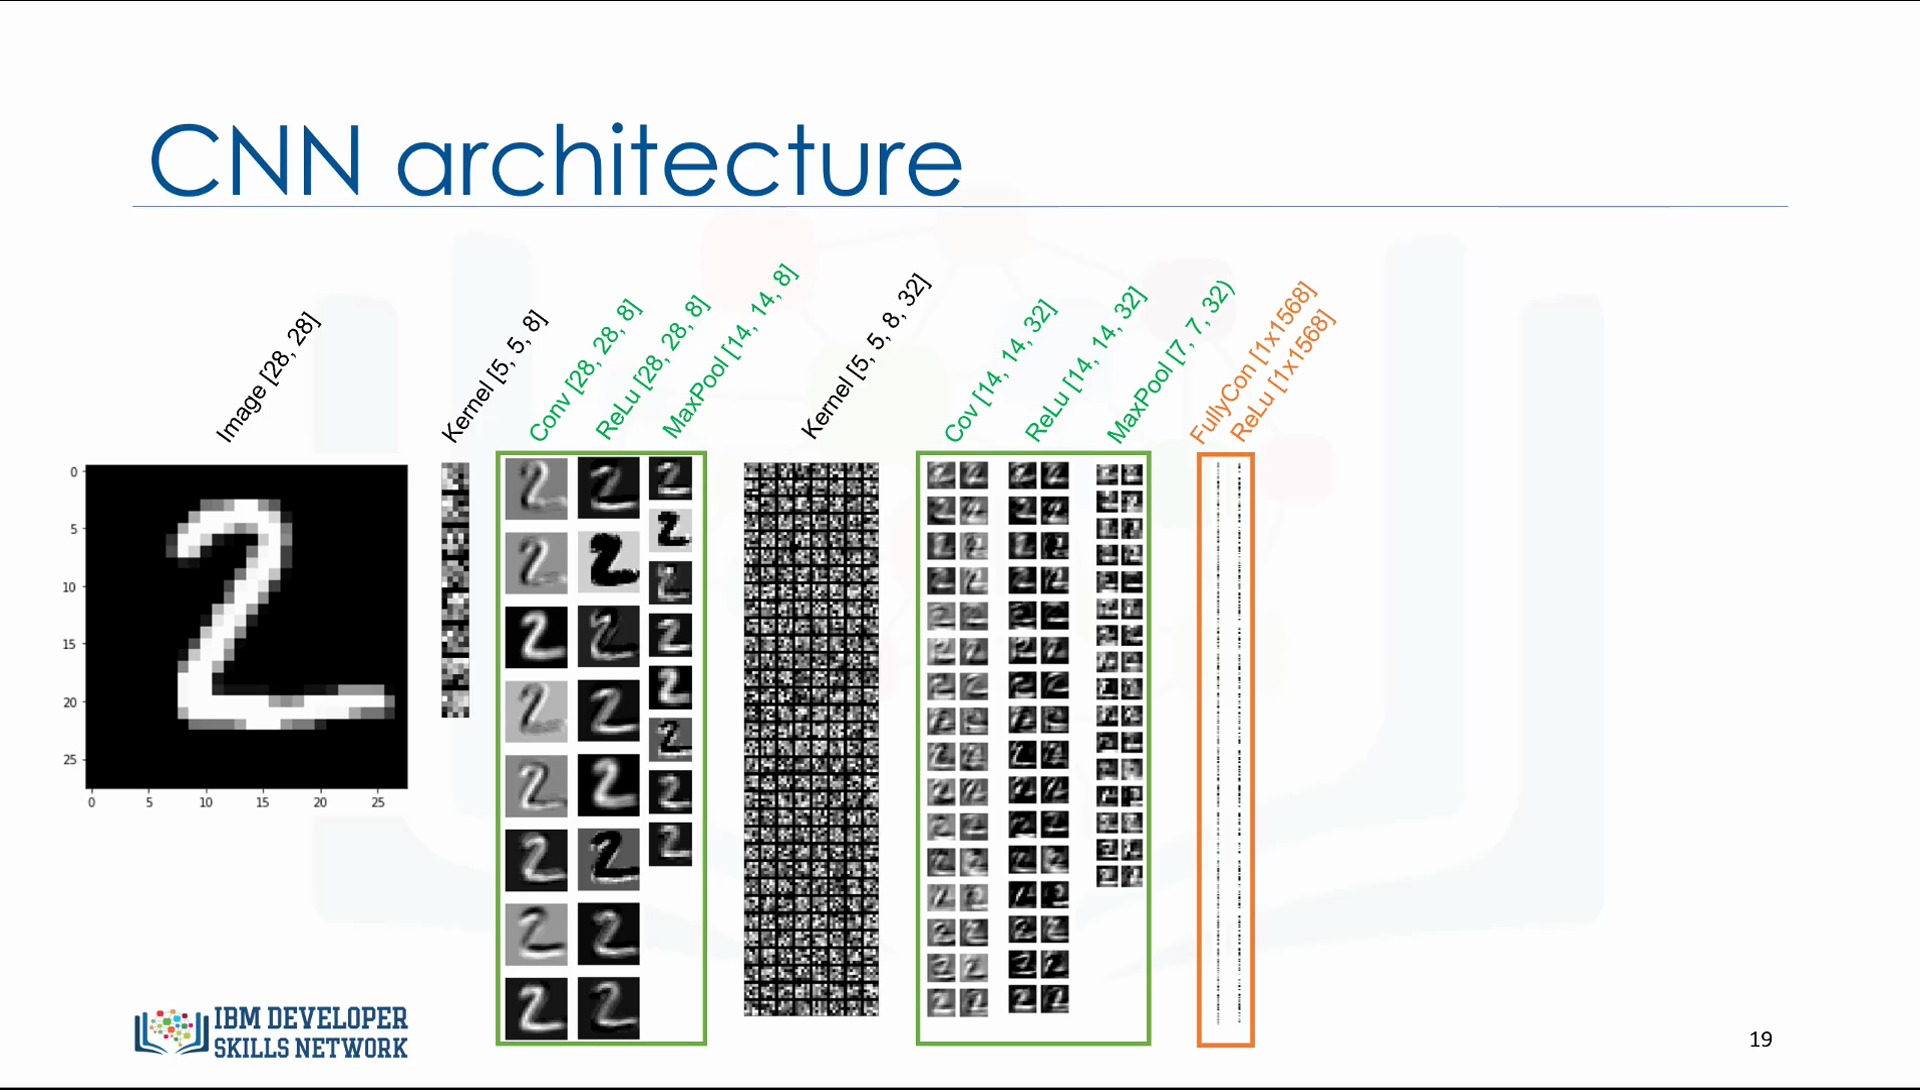 CNN architecture
Image [28, 28]
Kernel [5, 5, 8]
Conv [28, 28, 8]
ReLu [28, 28, 8]
MaxPool [14, 14, 8]
Kernel [5, 5, 8, 32]
Cov [14, 14, 32]
ReLu [14, 14, 32]
MaxPool [7, 7, 32)
FullyCon [1x1568]
ReLu [1x1568]
0
5
10
15
20
25
0 5 10 15 20 25
IBM DEVELOPER
SKILLS NETWORK
19